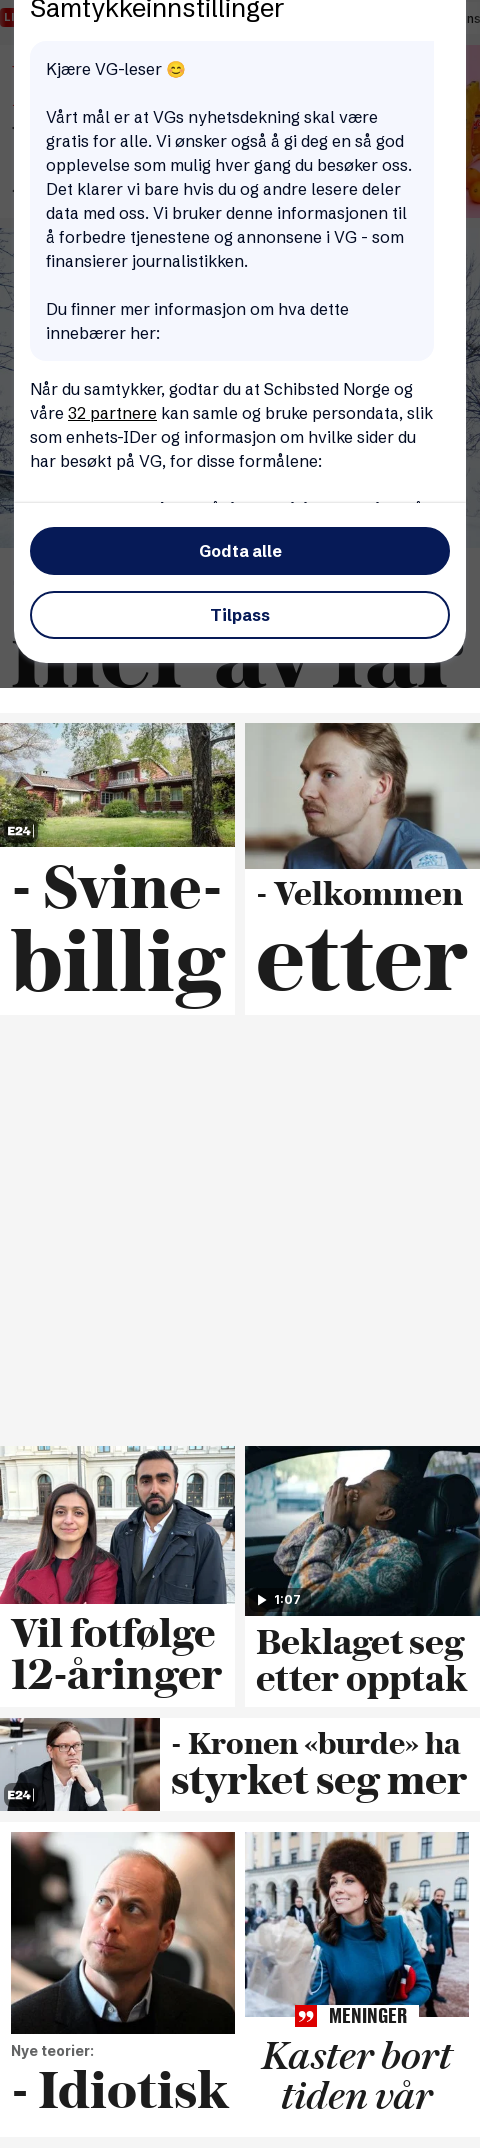 Samtykkeinnstillinger
Kjære VG-leser 😊
Vårt mål er at VGs nyhetsdekning skal være
gratis for alle. Vi ønsker også å gi deg en så god
opplevelse som mulig hver gang du besøker oss.
Det klarer vi bare hvis du og andre lesere deler
data med oss. Vi bruker denne informasjonen til
å forbedre tjenestene og annonsene i VG - som
finansierer journalistikken.
Du finner mer informasjon om hva dette
innebærer her:
Når du samtykker, godtar du at Schibsted Norge og
våre 32 partnere kan samle og bruke persondata, slik
som enhets-IDer og informasjon om hvilke sider du
har besøkt på VG, for disse formålene:
Godta alle
Tilpass
mer av får
E24
- Svine-
billig
- Velkommen
etter
Vil fotfølge
12-åringer
1:07
Beklaget seg
etter opptak
E24
- Kronen «burde» ha
styrket seg mer
Nye teorier:
- Idiotisk
MENINGER
Kaster bort
tiden vår